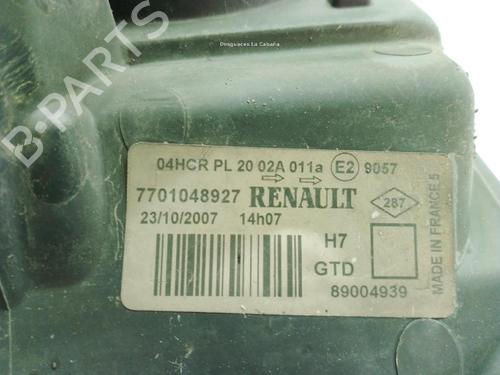 Desguaces La Cabaña
B-PARTS
04HCR PL 20 02A 011a E2 9057
7701048927 RENAULT
23/10/2007 14h07
287
H7
GTD
89004939
MADE IN FRANCE 5